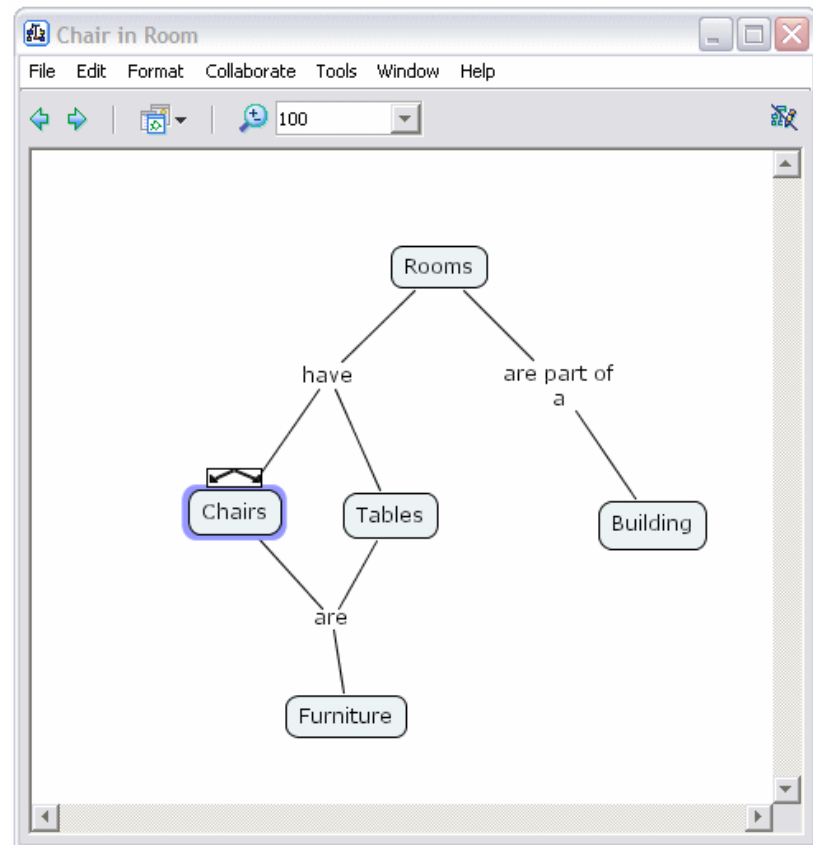 Chair in Room
File Edit Format Collaborate Tools Window Help
100
Rooms
have
are part of
a
Chairs
Tables
Building
are
Furniture